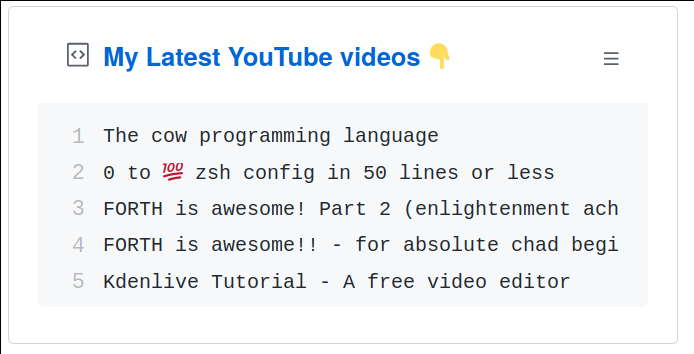 My Latest YouTube videos 👇
1 The cow programming language
2 0 to 💯 zsh config in 50 lines or less
3 FORTH is awesome! Part 2 (enlightenment ach
4 FORTH is awesome!! - for absolute chad begi
5 Kdenlive Tutorial - A free video editor